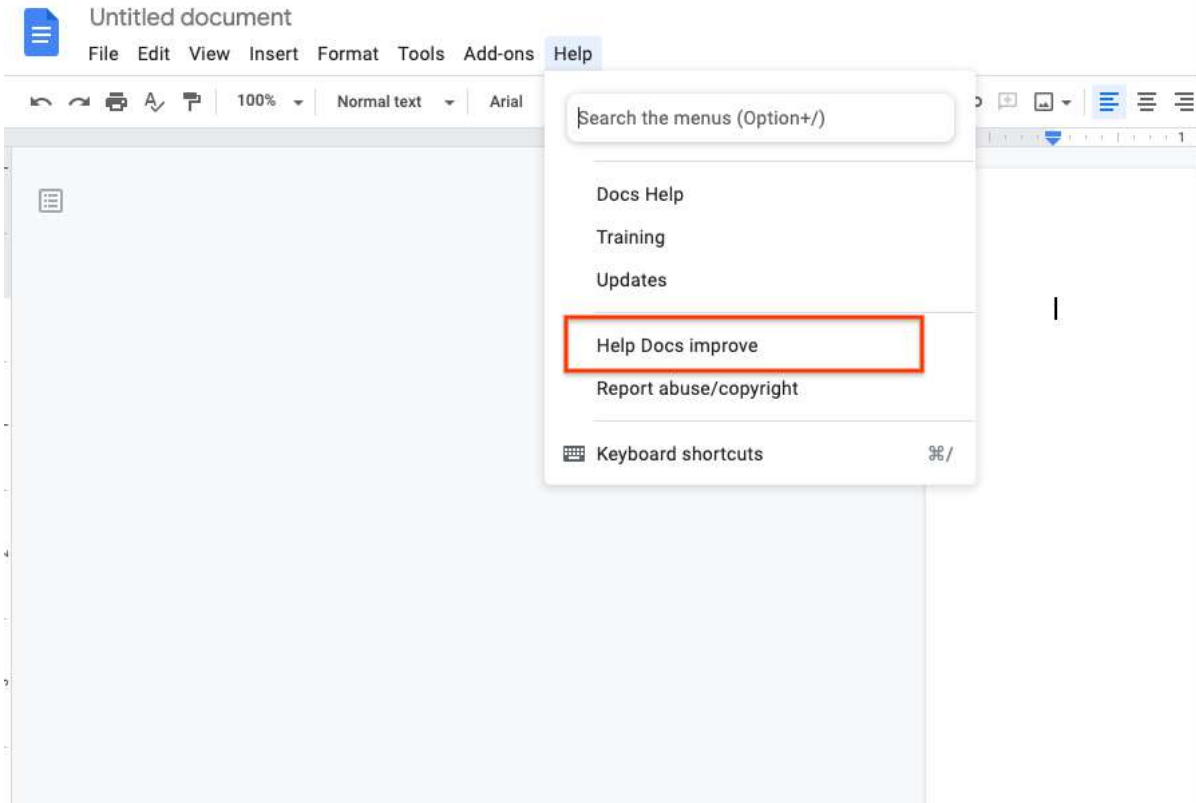 Untitled document
File Edit View Insert Format Tools Add-ons Help
100% Normal text Arial
Search the menus (Option+/)
1
Docs Help
Training
Updates
Help Docs improve
Report abuse/copyright
Keyboard shortcuts ⌘/